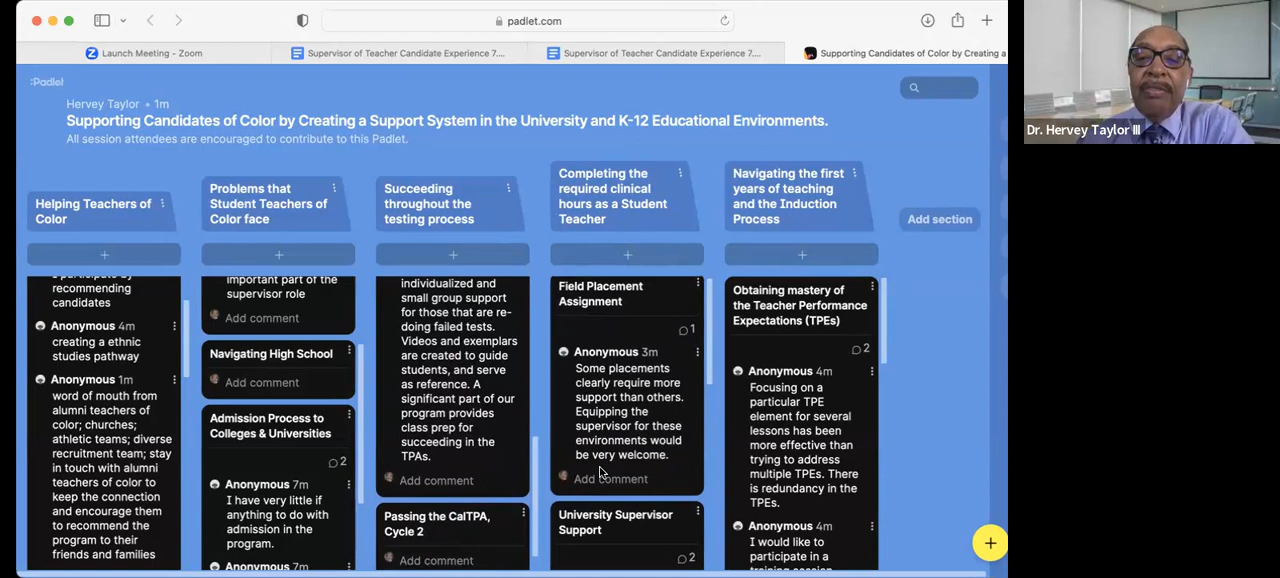 padlet.com
Launch Meeting - Zoom
Supervisor of Teacher Candidate Experience 7....
Supervisor of Teacher Candidate Experience 7....
Supporting Candidates of Color by Creating a
:Padlet
Hervey Taylor • 1m
Supporting Candidates of Color by Creating a Support System in the University and K-12 Educational Environments.
All session attendees are encouraged to contribute to this Padlet.
Helping Teachers of
Color
I participate by
recommending
candidates
Anonymous 4m
creating a ethnic
studies pathway
Anonymous 1m
word of mouth from
alumni teachers of
color; churches;
athletic teams; diverse
recruitment team; stay
in touch with alumni
teachers of color to
keep the connection
and encourage them
to recommend the
program to their
friends and families
Problems that
Student Teachers of
Color face
important part of the
supervisor role
Add comment
Navigating High School
Add comment
Admission Process to
Colleges & Universities
2
Anonymous 7m
I have very little if
anything to do with
admission in the
program.
Anonymous 7m
Succeeding
throughout the
testing process
individualized and
small group support
for those that are re-
doing failed tests.
Videos and exemplars
are created to guide
students, and serve
as reference. A
significant part of our
program provides
class prep for
succeeding in the
TPAs.
Add comment
Passing the CalTPA,
Cycle 2
Add comment
Completing the
required clinical
hours as a Student
Teacher
Field Placement
Assignment
1
Anonymous 3m
Some placements
clearly require more
support than others.
Equipping the
supervisor for these
environments would
be very welcome.
Add comment
University Supervisor
Support
2
Navigating the first
years of teaching
and the Induction
Process
Obtaining mastery of
the Teacher Performance
Expectations (TPEs)
2
Anonymous 4m
Focusing on a
particular TPE
element for several
lessons has been
more effective than
trying to address
multiple TPEs. There
is redundancy in the
TPEs.
Anonymous 4m
I would like to
participate in a
training session
Add section
Dr. Hervey Taylor III